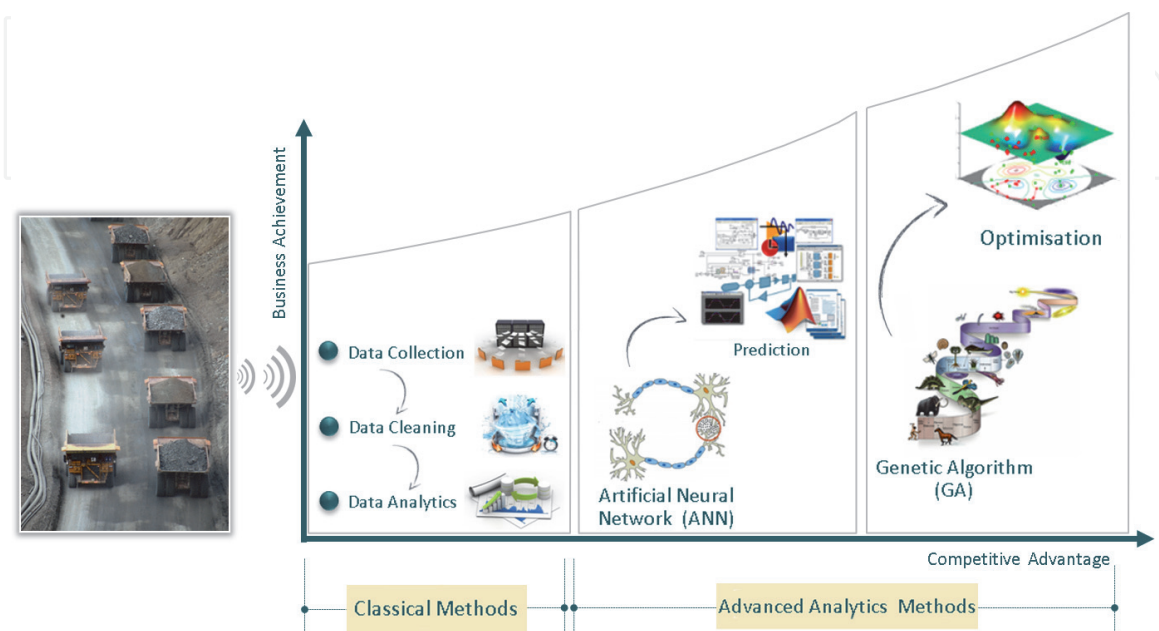 Business Achievement
Data Collection
Data Cleaning
Data Analytics
Artificial Neural
Network (ANN)
Prediction
Genetic Algorithm
(GA)
Optimisation
Competitive Advantage
Classical Methods
Advanced Analytics Methods